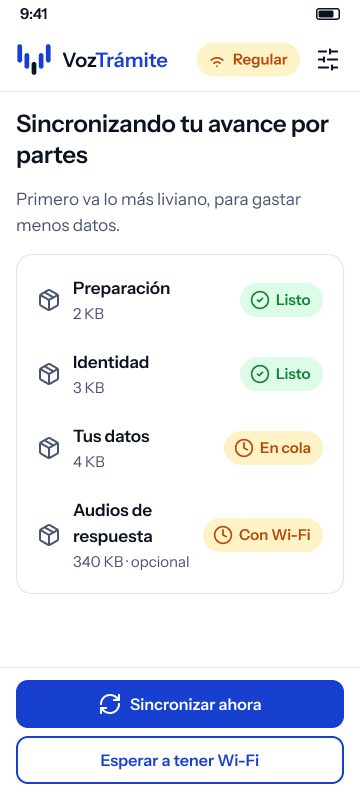 9:41
VozTrámite
Regular
Sincronizando tu avance por
partes
Primero va lo más liviano, para gastar
menos datos.
Preparación
2 KB
Listo
Identidad
3 KB
Listo
Tus datos
4 KB
En cola
Audios de
respuesta
340 KB · opcional
Con Wi-Fi
Sincronizar ahora
Esperar a tener Wi-Fi